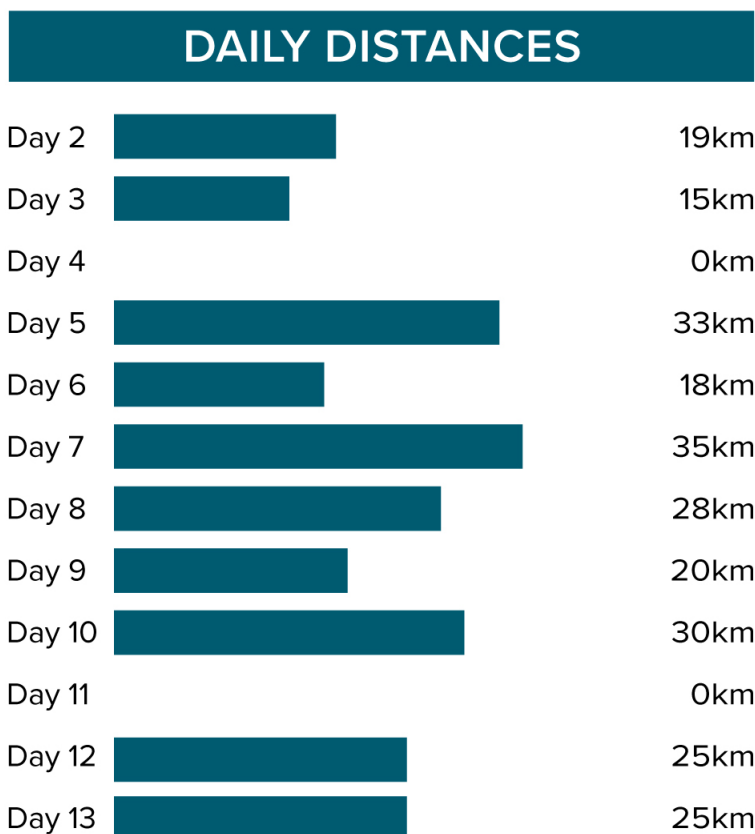 DAILY DISTANCES
Day 2 19km
Day 3 15km
Day 4 0km
Day 5 33km
Day 6 18km
Day 7 35km
Day 8 28km
Day 9 20km
Day 10 30km
Day 11 0km
Day 12 25km
Day 13 25km